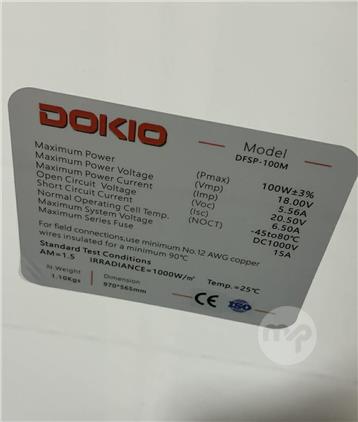 DOKIO
Model
DFSP-100M
Maximum Power (Pmax) 100W±3%
Maximum Power Voltage (Vmp) 18.00V
Maximum Power Current (Imp) 5.56A
Open Circuit Voltage (Voc) 20.50V
Short Circuit Current (Isc) 6.50A
Normal Operating Cell Temp. (NOCT) -45to80℃
Maximum System Voltage DC1000V
Maximum Series Fuse 15A
For field connections,use minimum No.12 AWG copper
wires insulated for a minimum 90℃
Standard Test Conditions
AM=1.5 IRRADIANCE=1000W/㎡ Temp.=25℃
N.Weight Dimension
1.10Kgs 970*565mm
CE